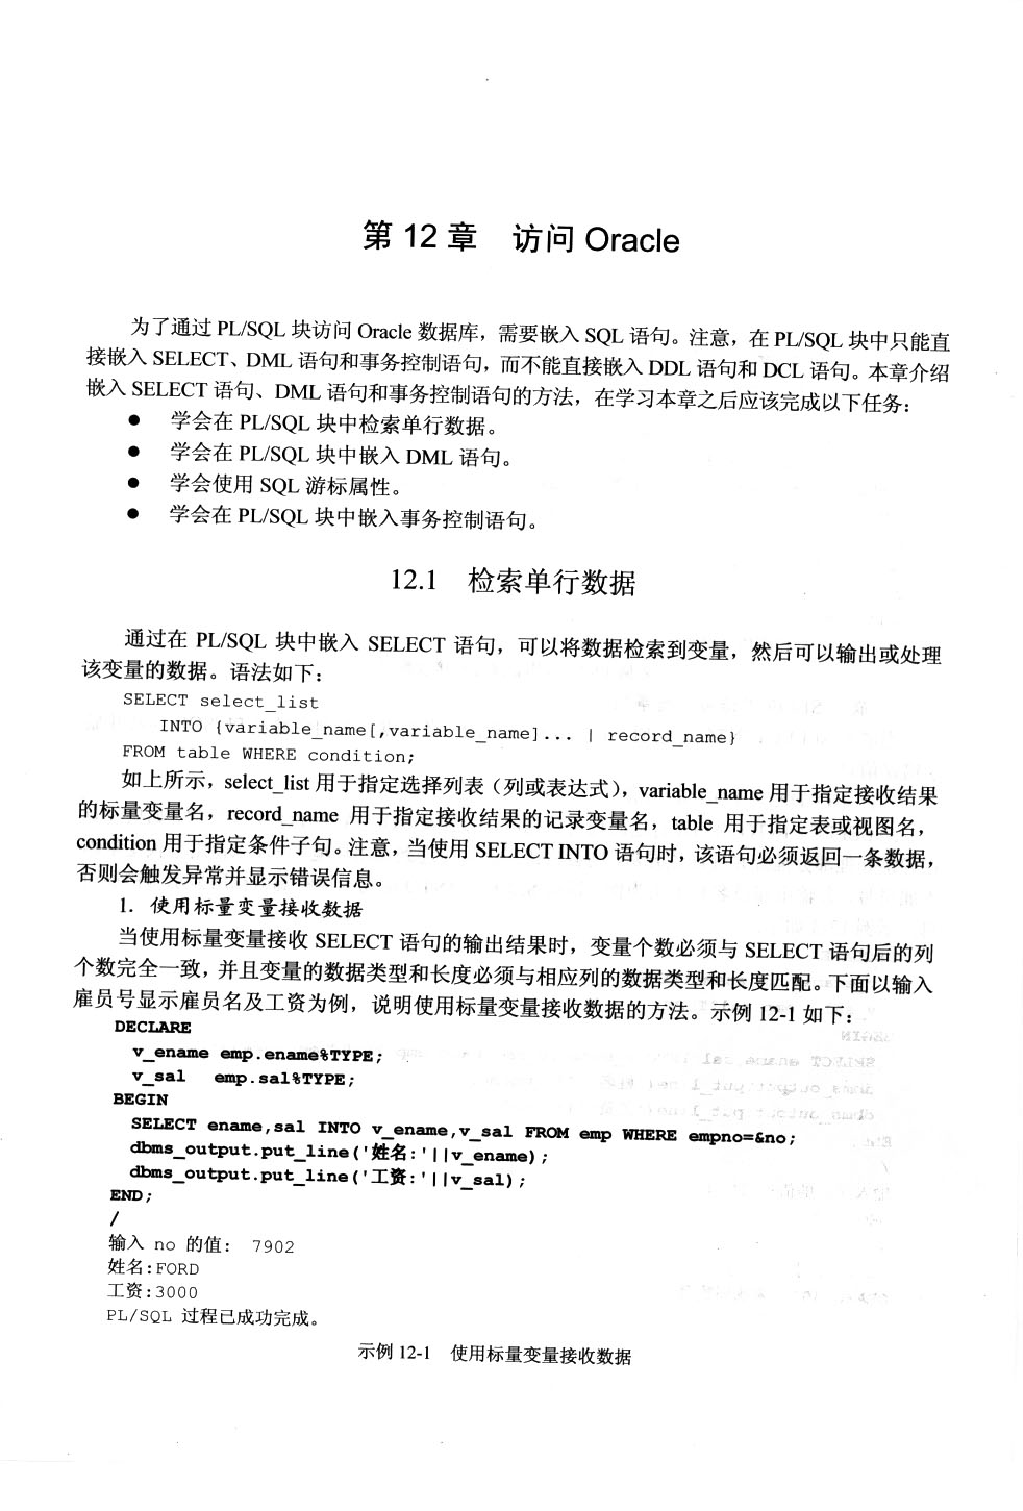 第 12 章 访问 Oracle
为了通过 PL/SQL 块访问 Oracle 数据库，需要嵌入 SQL 语句。注意，在 PL/SQL 块中只能直
接嵌入 SELECT、DML 语句和事务控制语句，而不能直接嵌入 DDL 语句和 DCL 语句。本章介绍
嵌入 SELECT 语句、DML 语句和事务控制语句的方法，在学习本章之后应该完成以下任务：
● 学会在 PL/SQL 块中检索单行数据。
● 学会在 PL/SQL 块中嵌入 DML 语句。
● 学会使用 SQL 游标属性。
● 学会在 PL/SQL 块中嵌入事务控制语句。
12.1 检索单行数据
通过在 PL/SQL 块中嵌入 SELECT 语句，可以将数据检索到变量，然后可以输出或处理
该变量的数据。语法如下：
SELECT select_list
INTO {variable_name[,variable_name]... | record_name}
FROM table WHERE condition;
如上所示，select_list 用于指定选择列表（列或表达式），variable_name 用于指定接收结果
的标量变量名，record_name 用于指定接收结果的记录变量名，table 用于指定表或视图名，
condition 用于指定条件子句。注意，当使用 SELECT INTO 语句时，该语句必须返回一条数据，
否则会触发异常并显示错误信息。
1. 使用标量变量接收数据
当使用标量变量接收 SELECT 语句的输出结果时，变量个数必须与 SELECT 语句后的列
个数完全一致，并且变量的数据类型和长度必须与相应列的数据类型和长度匹配。下面以输入
雇员号显示雇员名及工资为例，说明使用标量变量接收数据的方法。示例 12-1 如下：
DECLARE
v_ename emp.ename%TYPE;
v_sal emp.sal%TYPE;
BEGIN
SELECT ename,sal INTO v_ename,v_sal FROM emp WHERE empno=&no;
dbms_output.put_line('姓名:'||v_ename);
dbms_output.put_line('工资:'||v_sal);
END;
/
输入 no 的值: 7902
姓名:FORD
工资:3000
PL/SQL 过程已成功完成。
示例 12-1 使用标量变量接收数据